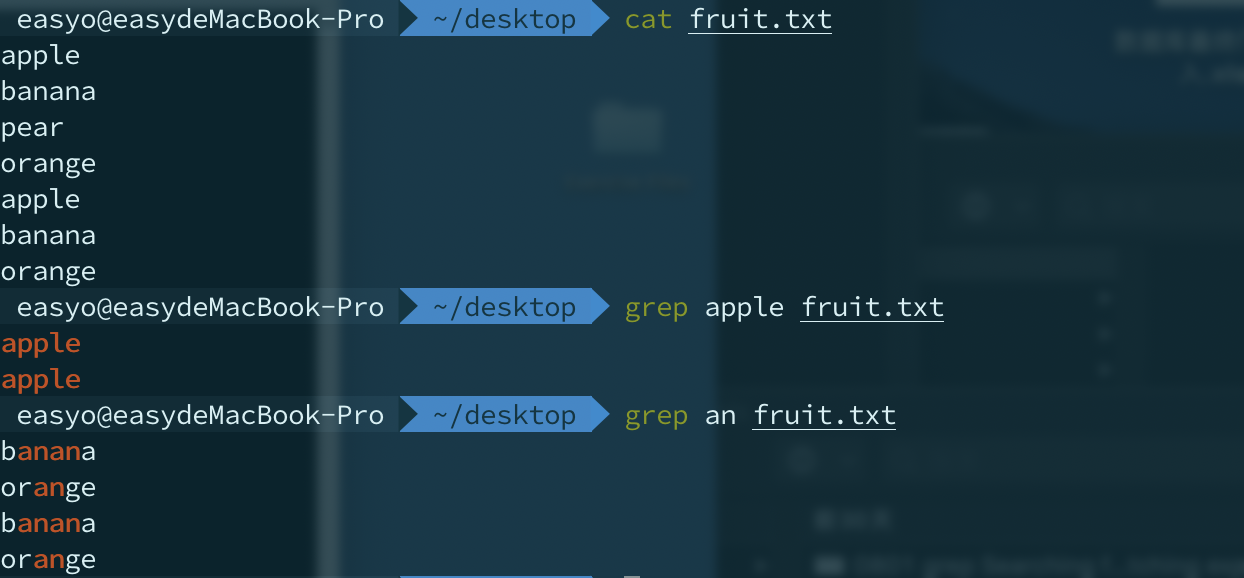 easyo@easydeMacBook-Pro ~/desktop cat fruit.txt
apple
banana
pear
orange
apple
banana
orange
easyo@easydeMacBook-Pro ~/desktop grep apple fruit.txt
apple
apple
easyo@easydeMacBook-Pro ~/desktop grep an fruit.txt
banana
orange
banana
orange